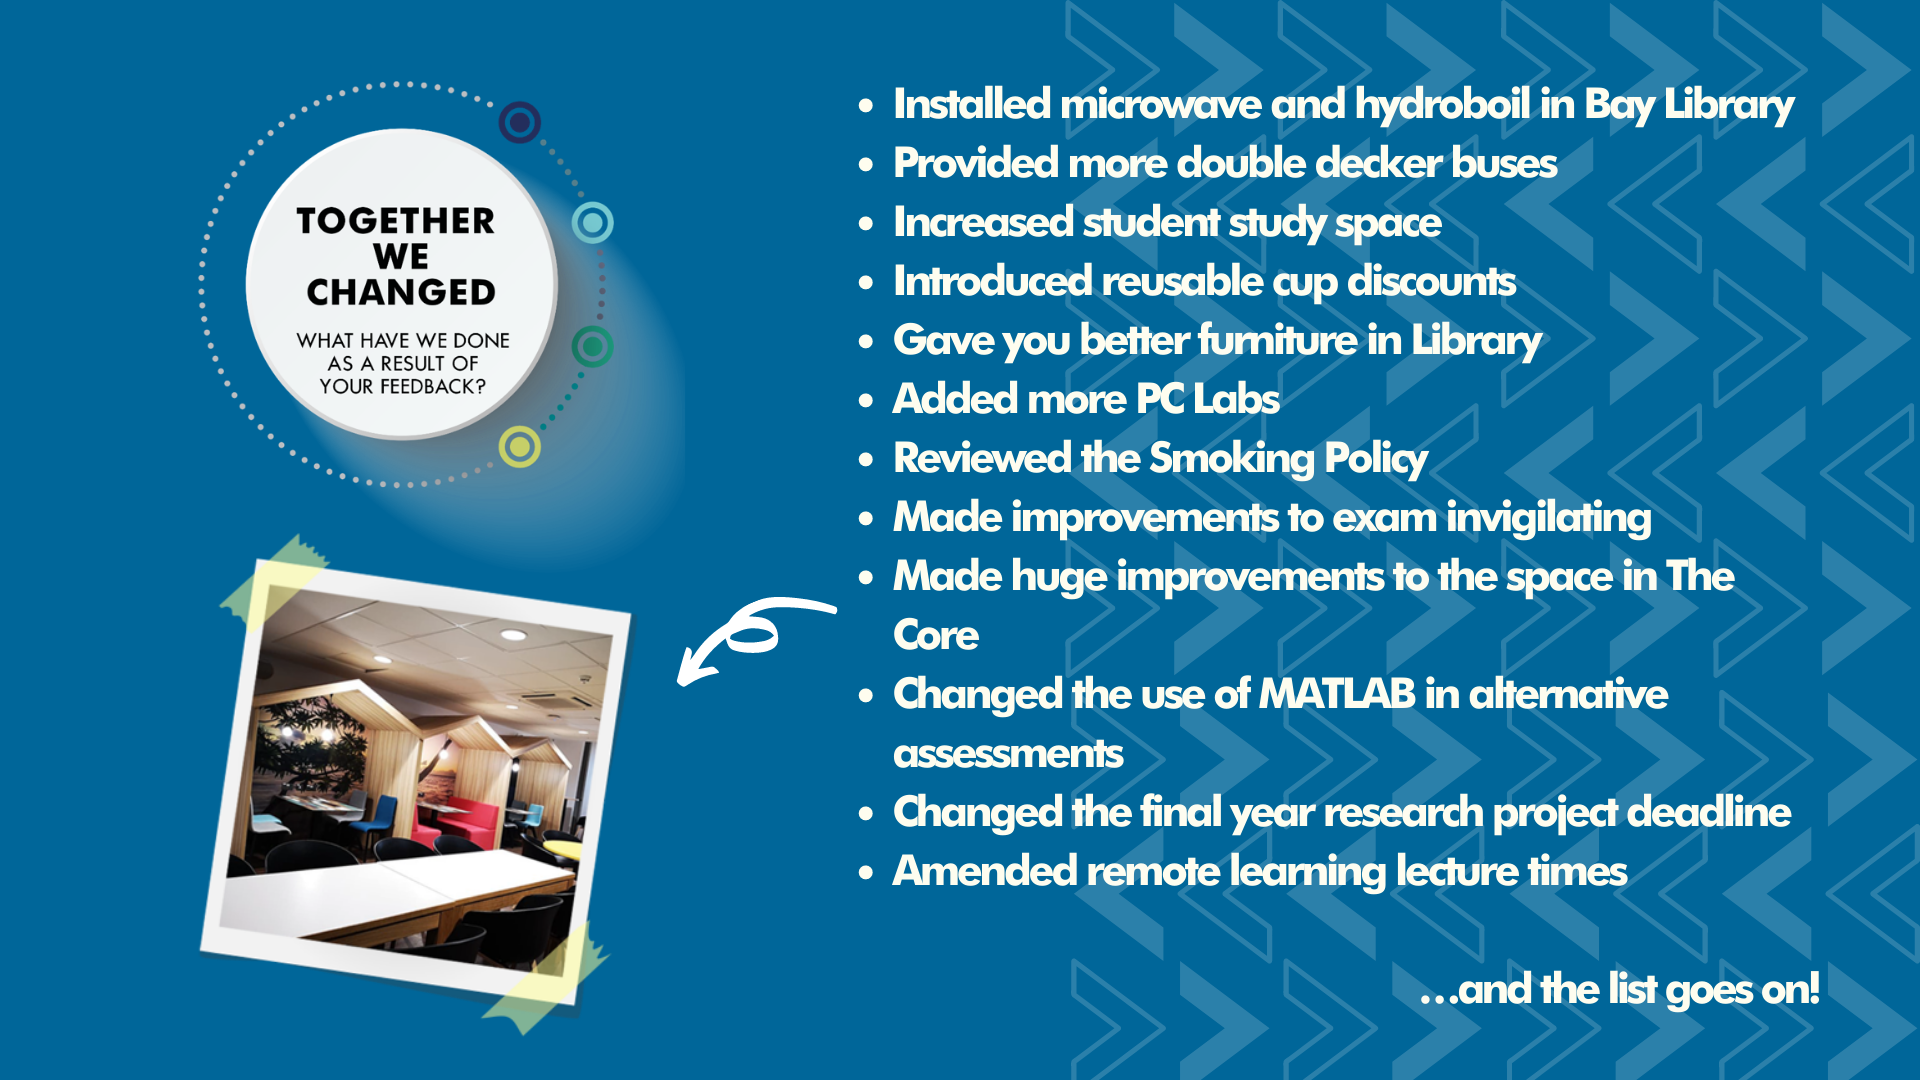 TOGETHER
WE
CHANGED
WHAT HAVE WE DONE
AS A RESULT OF
YOUR FEEDBACK?
• Installed microwave and hydroboil in Bay Library
• Provided more double decker buses
• Increased student study space
• Introduced reusable cup discounts
• Gave you better furniture in Library
• Added more PC Labs
• Reviewed the Smoking Policy
• Made improvements to exam invigilating
• Made huge improvements to the space in The
Core
• Changed the use of MATLAB in alternative
assessments
• Changed the final year research project deadline
• Amended remote learning lecture times
...and the list goes on!